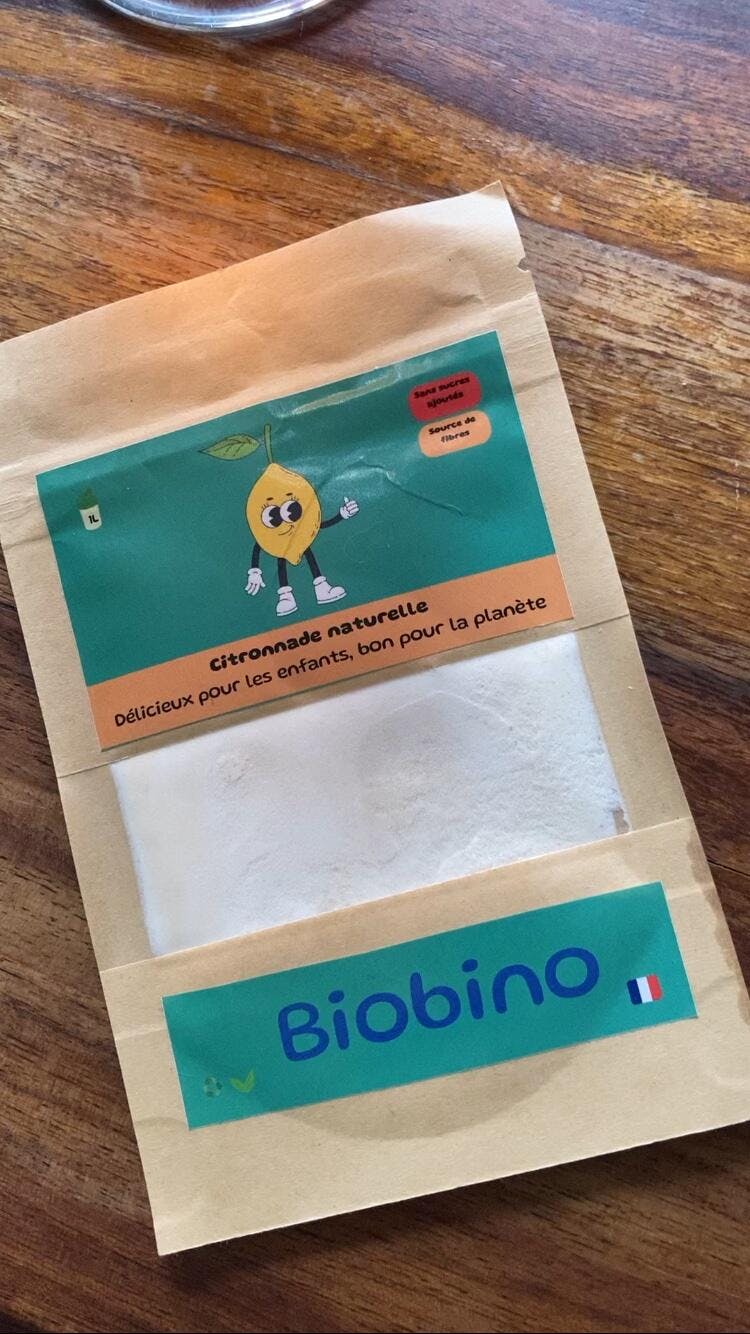 Sans sucres
ajoutés
Source de
fibres
1L
Citronnade naturelle
Délicieux pour les enfants, bon pour la planète
Biobino